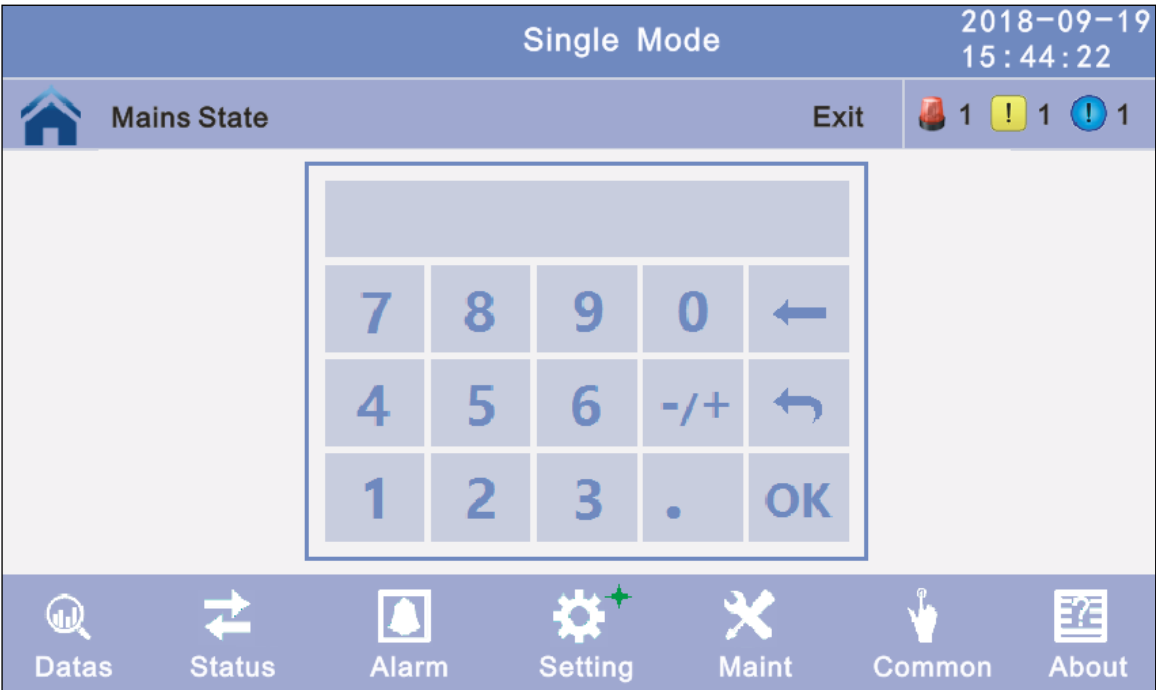 Single Mode
2018-09-19
15:44:22
Mains State
Exit
1
! 1
! 1
7 8 9 0
4 5 6 -/+
1 2 3 . OK
Datas Status Alarm Setting Maint Common About